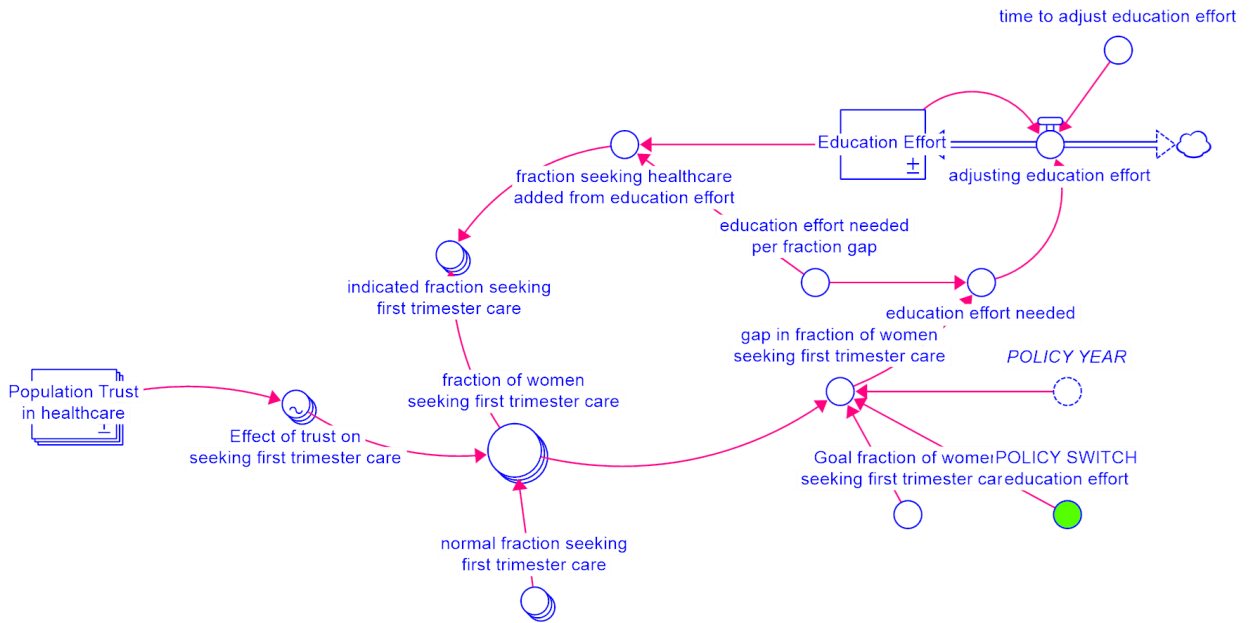 time to adjust education effort
Education Effort
adjusting education effort
fraction seeking healthcare
added from education effort
education effort needed
per fraction gap
indicated fraction seeking
first trimester care
education effort needed
gap in fraction of women
seeking first trimester care
POLICY YEAR
Population Trust
in healthcare
fraction of women
seeking first trimester care
Effect of trust on
seeking first trimester care
Goal fraction of women
seeking first trimester care
POLICY SWITCH
education effort
normal fraction seeking
first trimester care